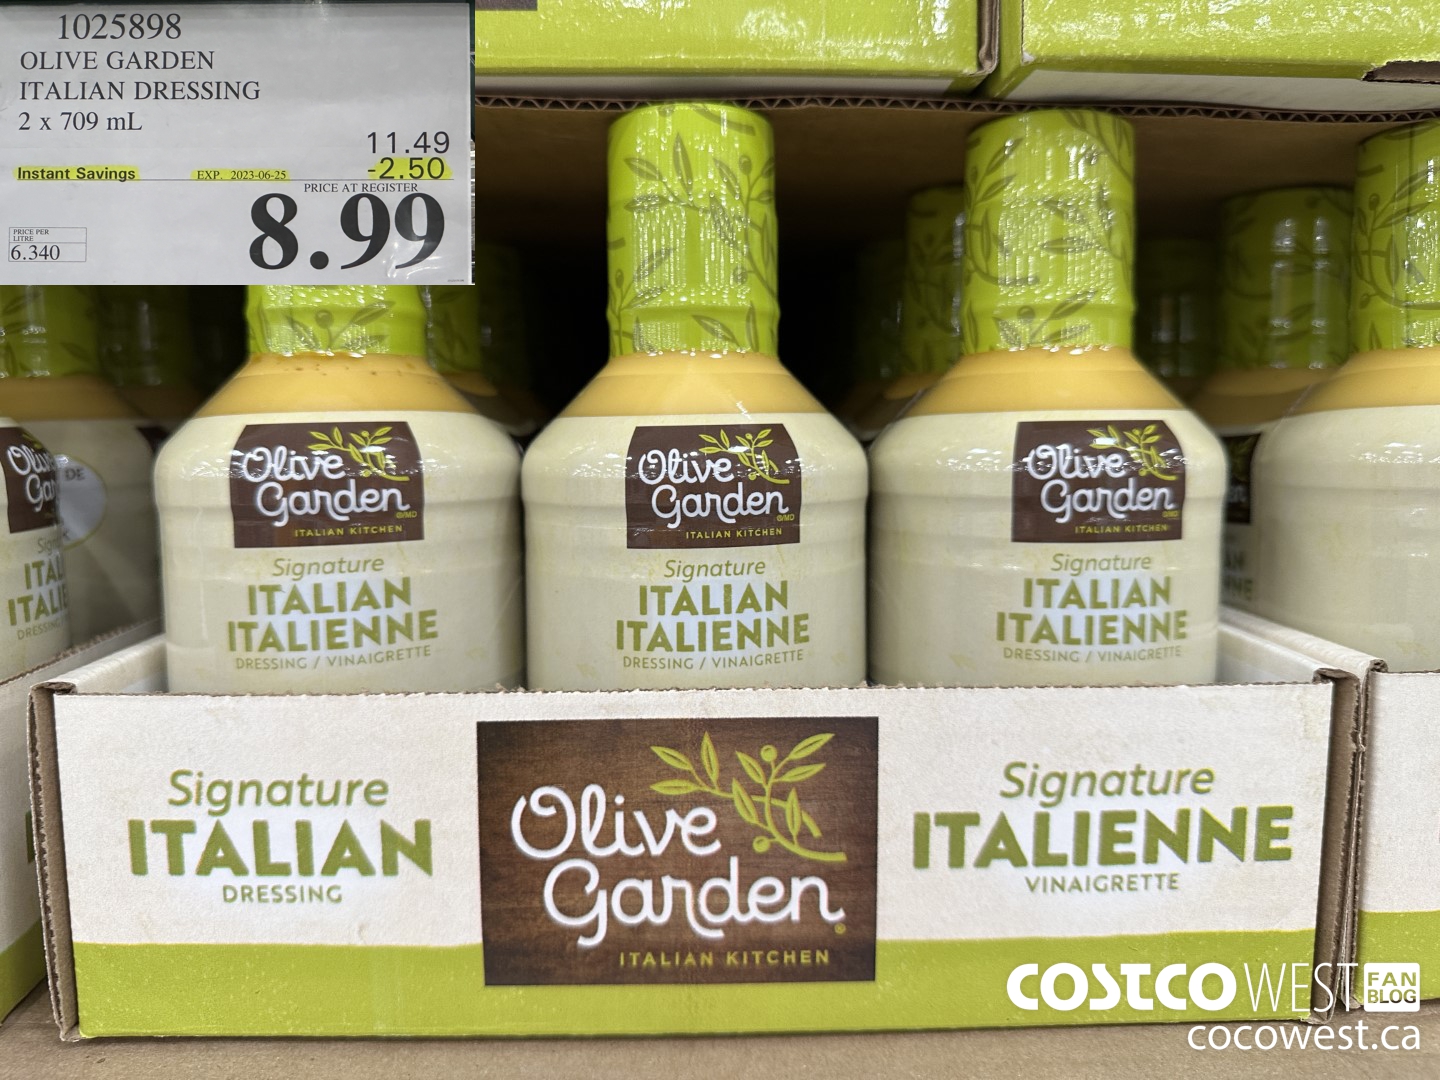 1025898
OLIVE GARDEN
ITALIAN DRESSING
2 x 709 mL
11.49
Instant Savings EXP. 2023-06-25 -2.50
PRICE AT REGISTER
8.99
PRICE PER
LITRE
6.340
Olive
Garden
ITALIAN KITCHEN
Signature
ITALIAN
ITALIENNE
DRESSING / VINAIGRETTE
Olive
Garden
ITALIAN KITCHEN
Signature
ITALIAN
ITALIENNE
DRESSING / VINAIGRETTE
Olive
Garden
ITALIAN KITCHEN
Signature
ITALIAN
ITALIENNE
DRESSING / VINAIGRETTE
Signature
ITALIAN
DRESSING
Olive
Garden®
ITALIAN KITCHEN
Signature
ITALIENNE
VINAIGRETTE
COSTCO WEST FAN BLOG
cocowest.ca